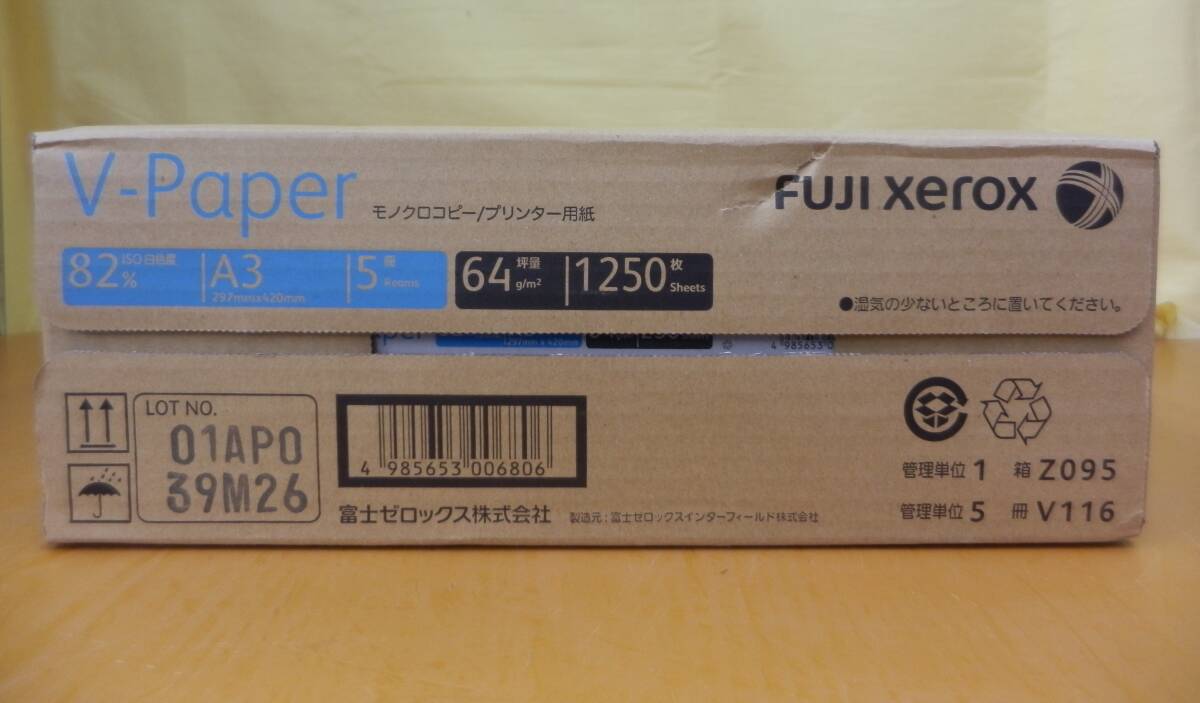 V-Paper
モノクロコピー/プリンター用紙
FUJI xerox
82% ISO白色度
A3
297mmx420mm
5 冊 Reams
64 坪量 g/m²
1250 枚 Sheets
●湿気の少ないところに置いてください。
297mm x 420mm
4 985653 0
LOT NO.
01AP0
39M26
4 985653 006806
富士ゼロックス株式会社
製造元:富士ゼロックスインターフィールド株式会社
管理単位 1 箱 Z095
管理単位 5 冊 V116